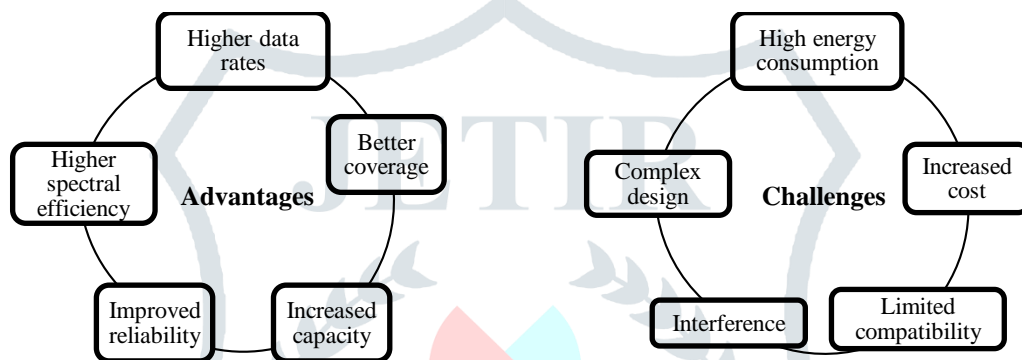 Higher data
rates
Better
coverage
Increased
capacity
Improved
reliability
Higher
spectral
efficiency
Advantages
High energy
consumption
Increased
cost
Limited
compatibility
Interference
Complex
design
Challenges
JETIR